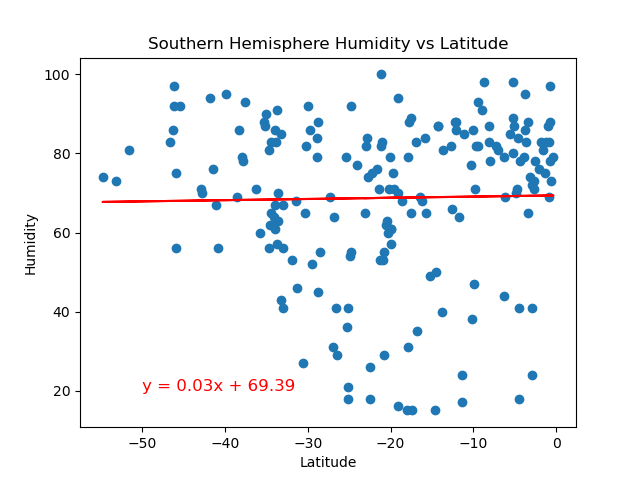 Southern Hemisphere Humidity vs Latitude
100
80
60
40
20
Humidity
y = 0.03x + 69.39
−50 −40 −30 −20 −10 0
Latitude